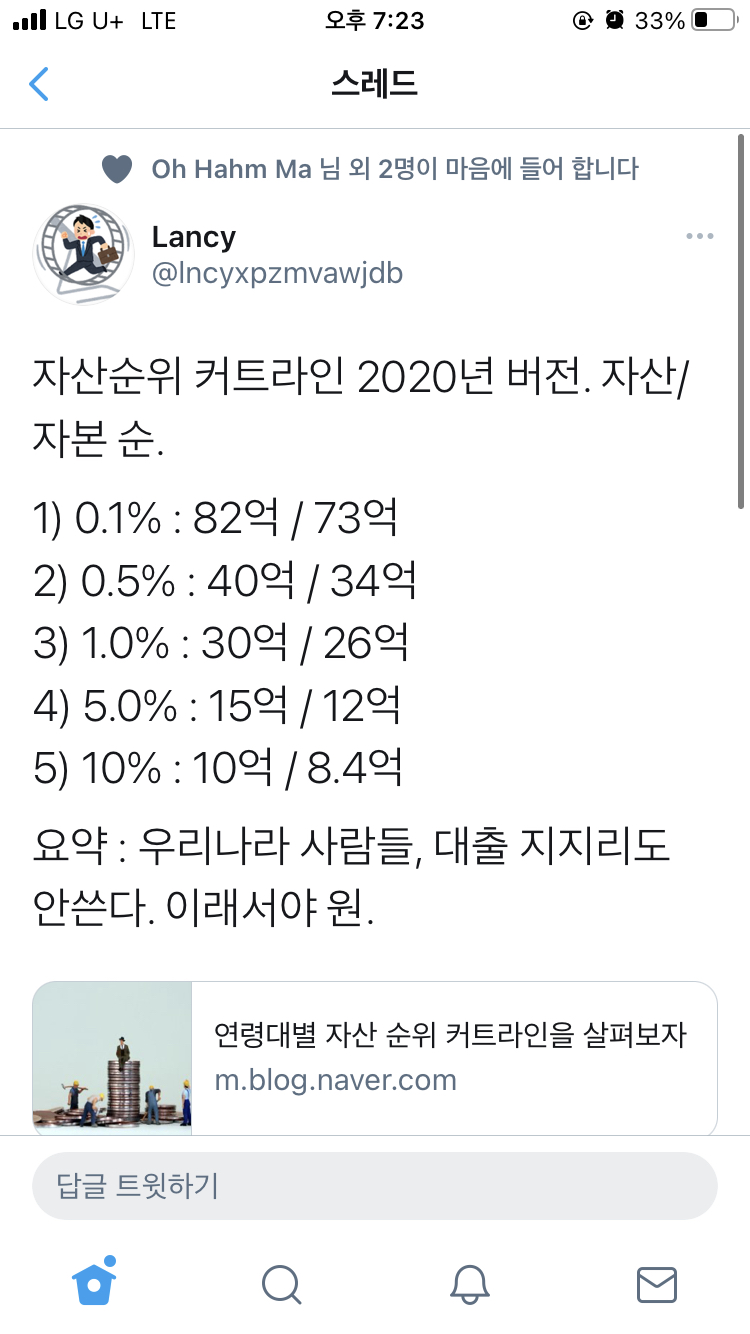 LG U+ LTE 오후 7:23 33%
스레드
Oh Hahm Ma 님 외 2명이 마음에 들어 합니다
Lancy
@lncyxpzmvawjdb
자산순위 커트라인 2020년 버전. 자산/
자본 순.
1) 0.1% : 82억 / 73억
2) 0.5% : 40억 / 34억
3) 1.0% : 30억 / 26억
4) 5.0% : 15억 / 12억
5) 10% : 10억 / 8.4억
요약 : 우리나라 사람들, 대출 지지리도
안쓴다. 이래서야 원.
연령대별 자산 순위 커트라인을 살펴보자
m.blog.naver.com
답글 트윗하기